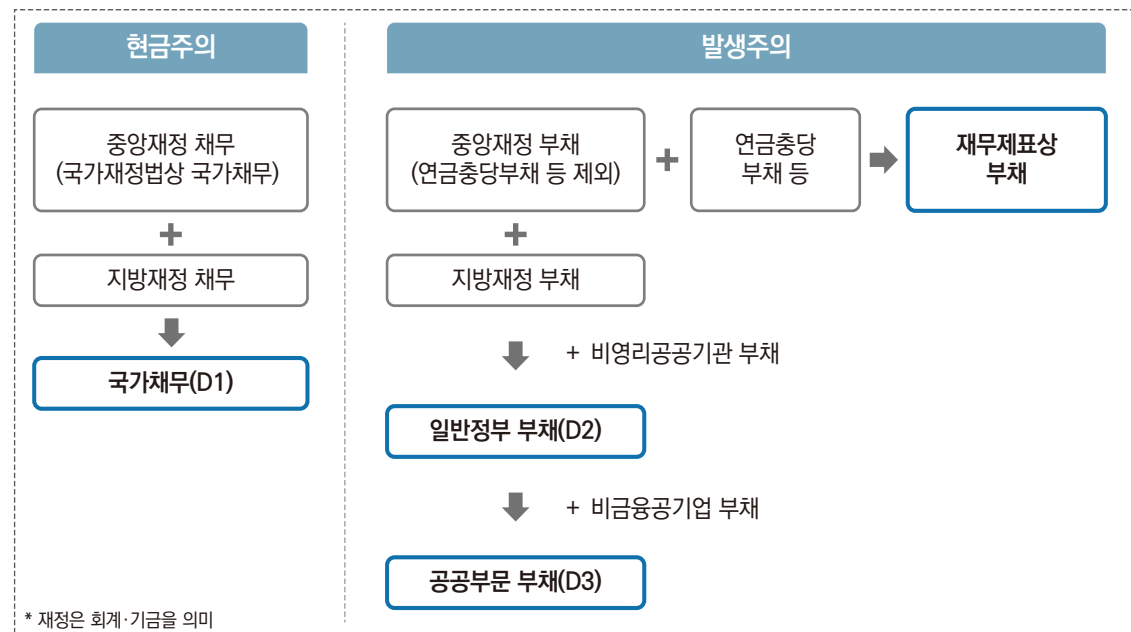 현금주의
중앙재정 채무
(국가재정법상 국가채무)
+
지방재정 채무
국가채무(D1)
발생주의
중앙재정 부채
(연금충당부채 등 제외)
+
연금충당
부채 등
재무제표상
부채
+
지방재정 부채
+ 비영리공공기관 부채
일반정부 부채(D2)
+ 비금융공기업 부채
공공부문 부채(D3)
* 재정은 회계·기금을 의미